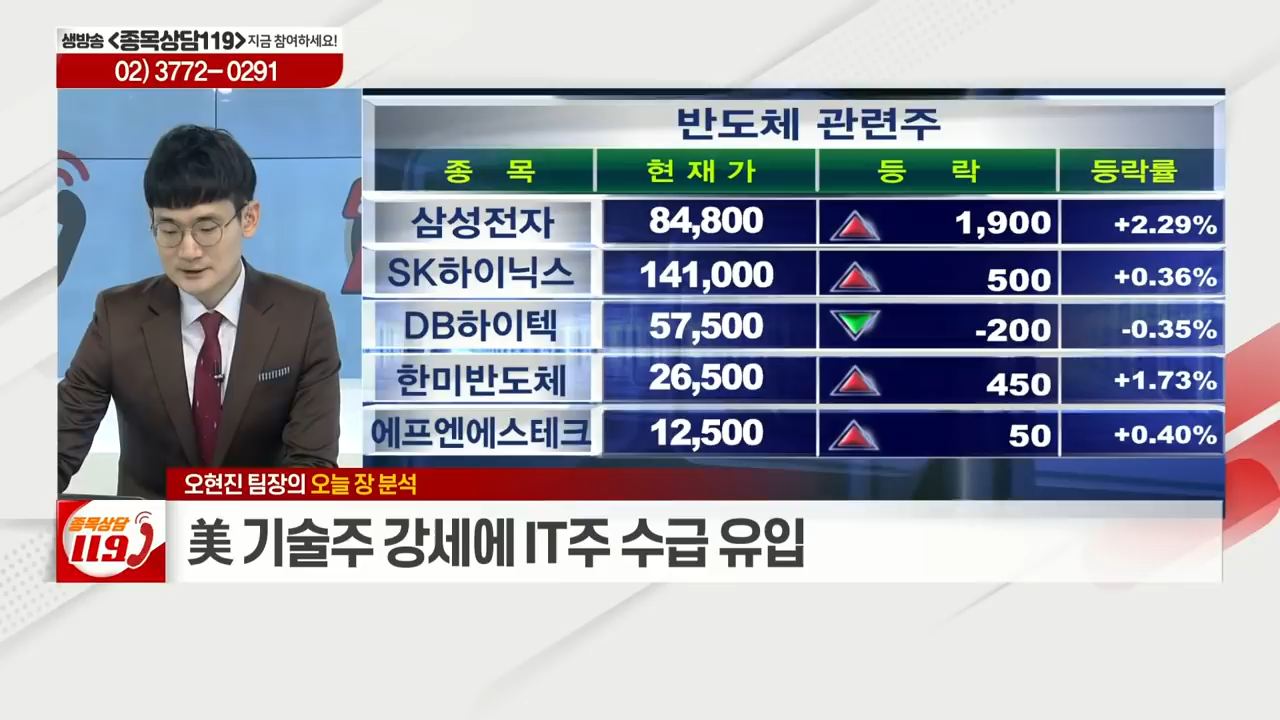 생방송 <종목상담119> 지금 참여하세요!
02) 3772-0291
반도체 관련주
종 목 현 재 가 등 락 등락률
삼성전자 84,800 1,900 +2.29%
SK하이닉스 141,000 500 +0.36%
DB하이텍 57,500 -200 -0.35%
한미반도체 26,500 450 +1.73%
에프엔에스테크 12,500 50 +0.40%
오현진 팀장의 오늘 장 분석
종목상담
119
美 기술주 강세에 IT주 수급 유입